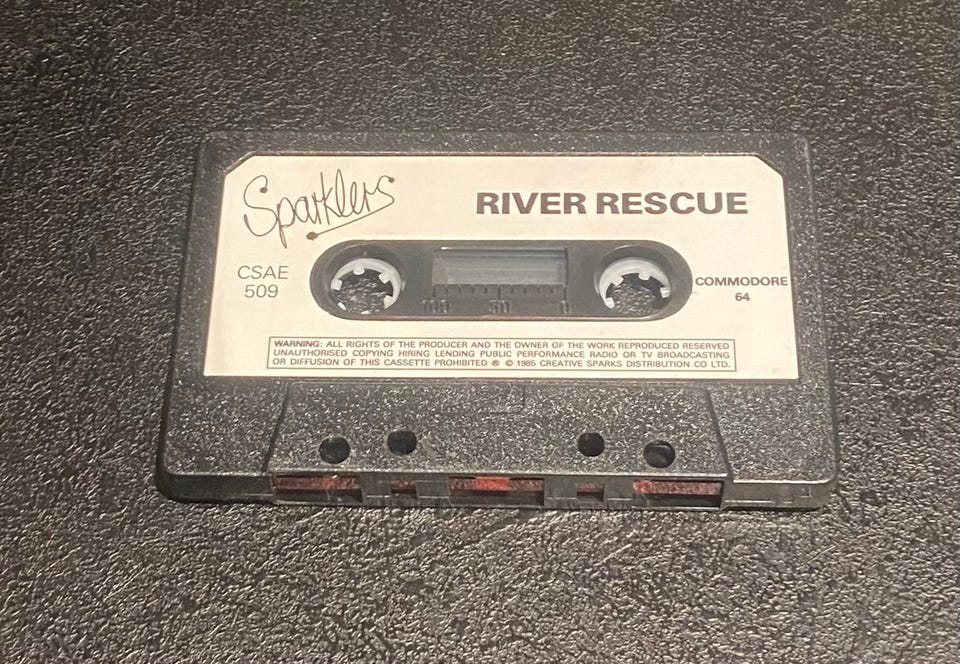 Sparklers
RIVER RESCUE
CSAE
509
COMMODORE
64
100 50 0
WARNING: ALL RIGHTS OF THE PRODUCER AND THE OWNER OF THE WORK REPRODUCED RESERVED
UNAUTHORISED COPYING HIRING LENDING PUBLIC PERFORMANCE RADIO OR TV BROADCASTING
OR DIFFUSION OF THIS CASSETTE PROHIBITED ® © 1985 CREATIVE SPARKS DISTRIBUTION CO LTD.